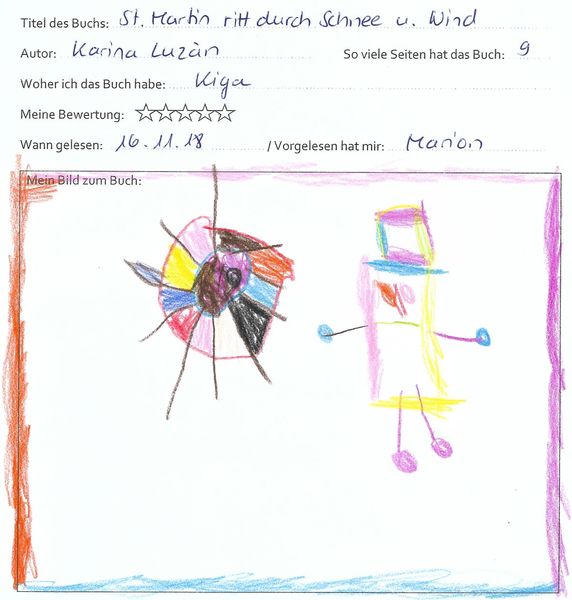 Titel des Buchs: St. Martin ritt durch Schnee u. Wind
Autor: Karina Luzàn So viele Seiten hat das Buch: 9
Woher ich das Buch habe: Kiga
Meine Bewertung: ☆☆☆☆☆
Wann gelesen: 16.11.18 / Vorgelesen hat mir: Marion
Mein Bild zum Buch: